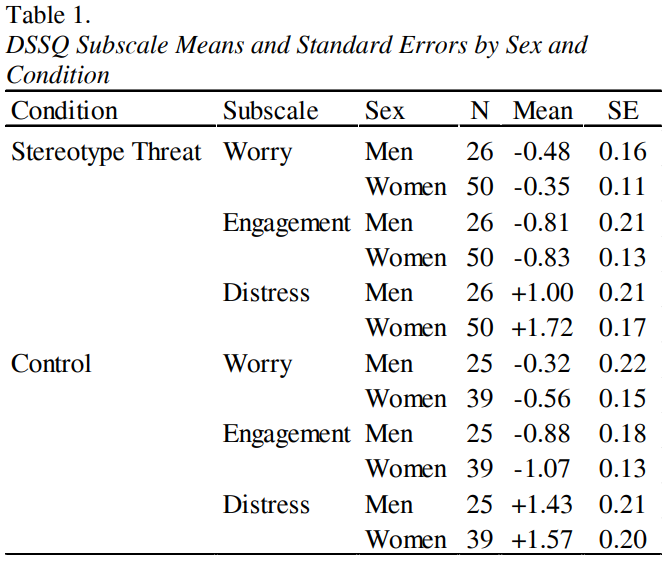 Table 1.
DSSQ Subscale Means and Standard Errors by Sex and
Condition
Condition Subscale Sex N Mean SE
Stereotype Threat Worry Men 26 -0.48 0.16
Women 50 -0.35 0.11
Engagement Men 26 -0.81 0.21
Women 50 -0.83 0.13
Distress Men 26 +1.00 0.21
Women 50 +1.72 0.17
Control Worry Men 25 -0.32 0.22
Women 39 -0.56 0.15
Engagement Men 25 -0.88 0.18
Women 39 -1.07 0.13
Distress Men 25 +1.43 0.21
Women 39 +1.57 0.20